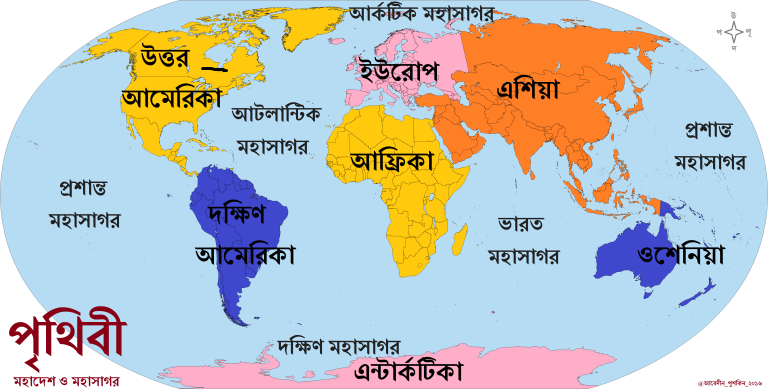 আর্কটিক মহাসাগর
উ
প পূ
দ
উত্তর
আমেরিকা
ইউরোপ
এশিয়া
আটলান্টিক
মহাসাগর
প্রশান্ত
মহাসাগর
আফ্রিকা
প্রশান্ত
মহাসাগর
দক্ষিণ
আমেরিকা
ভারত
মহাসাগর
ওশেনিয়া
পৃথিবী
মহাদেশ ও মহাসাগর
দক্ষিণ মহাসাগর
এন্টার্কটিকা